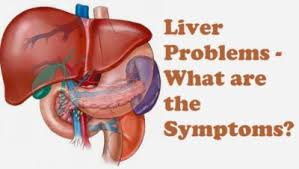 Liver
Problems -
What are
the
Symptoms?